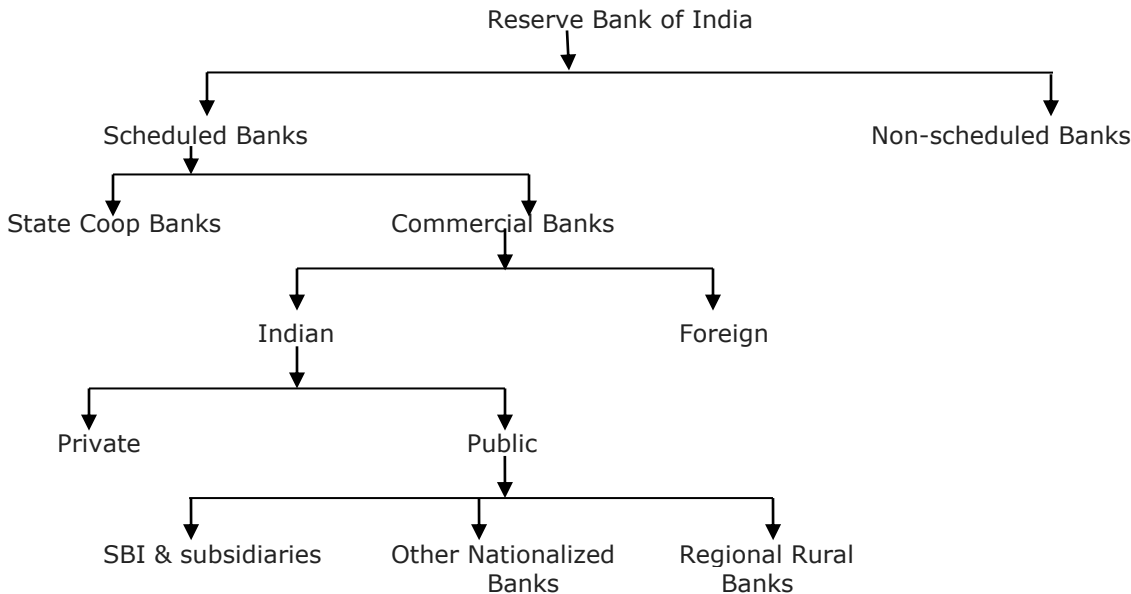 Reserve Bank of India
Scheduled Banks
Non-scheduled Banks
State Coop Banks
Commercial Banks
Indian
Foreign
Private
Public
SBI & subsidiaries
Other Nationalized
Banks
Regional Rural
Banks